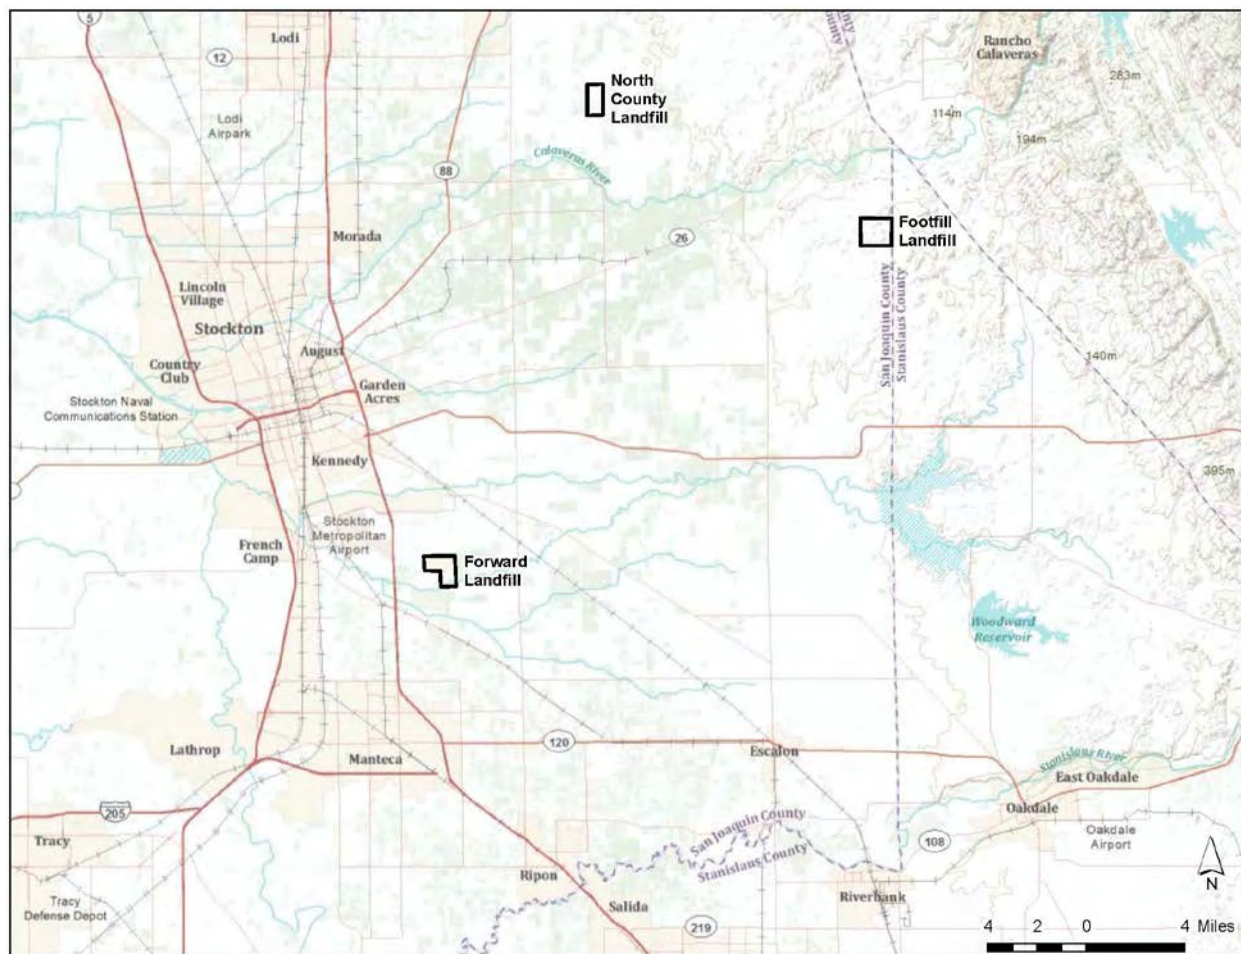 5
Lodi
12
Lodi
Airpark
North
County
Landfill
County
County
Rancho
Calaveras
283m
114m
194m
Calaveras River
88
Footfill
Landfill
26
Morada
Lincoln
Village
Stockton
August
Country
Club
Garden
Acres
Stockton Naval
Communications Station
San Joaquin County
Stanislaus County
140m
395m
Kennedy
Stockton
Metropolitan
Airport
French
Camp
Forward
Landfill
Woodward
Reservoir
Lathrop
Manteca
120
Escalon
Stanislaus River
East Oakdale
Oakdale
205
Tracy
San Joaquin County
Stanislaus County
108
Oakdale
Airport
N
Ripon
Riverbank
Tracy
Defense Depot
Salida
219
4 2 0 4 Miles